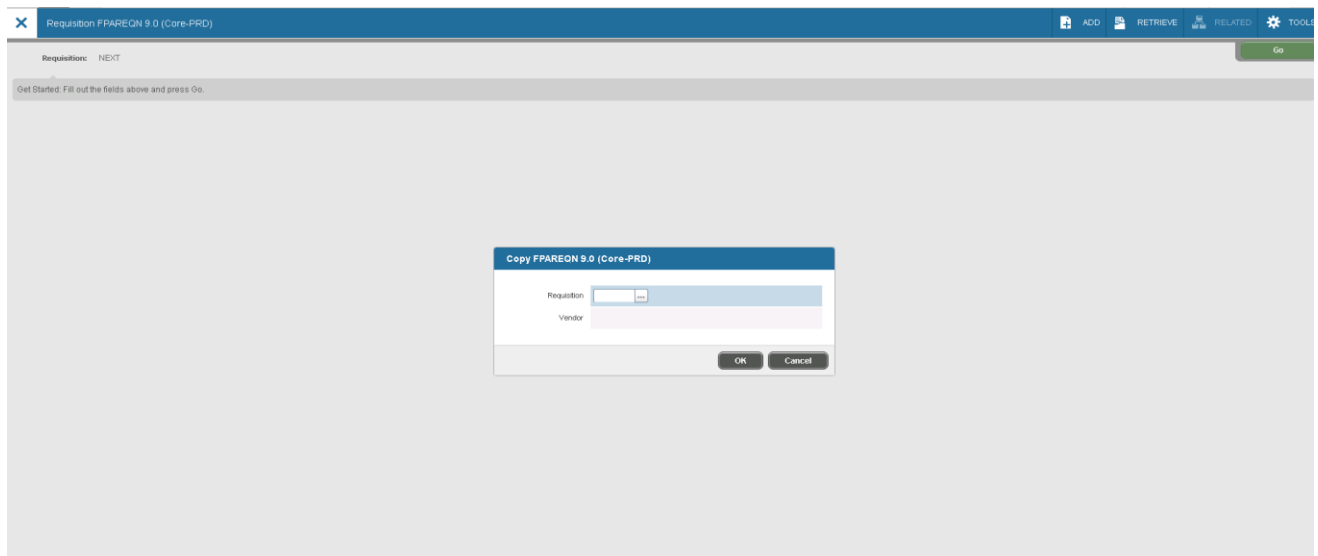 Requisition FPAREQN 9.0 (Core-PRD)
ADD RETRIEVE RELATED TOOLS
Requisition: NEXT
Go
Get Started: Fill out the fields above and press Go.
Copy FPAREQN 9.0 (Core-PRD)
Requisition ...
Vendor
OK Cancel